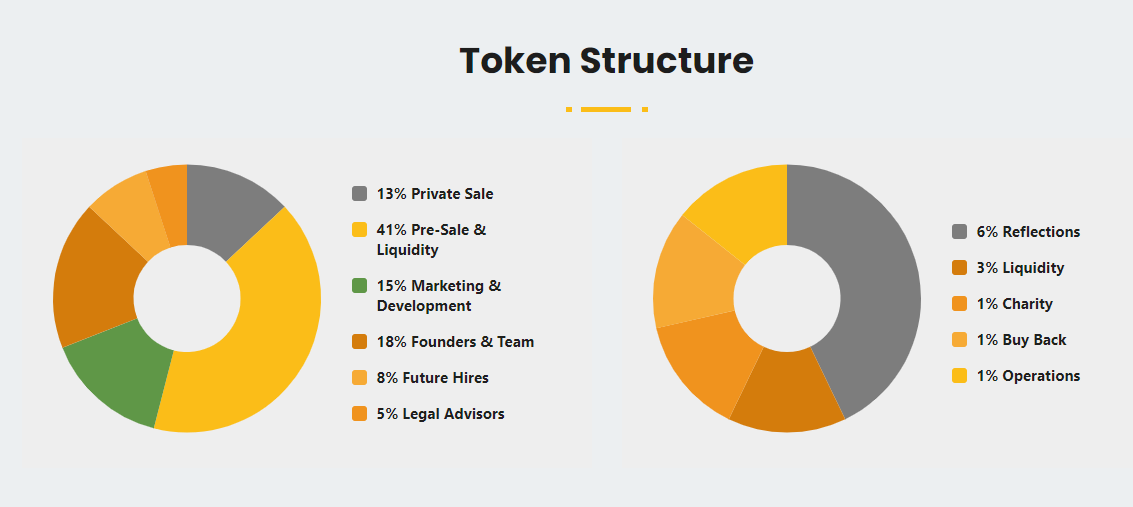 Token Structure
13% Private Sale
41% Pre-Sale &
Liquidity
15% Marketing &
Development
18% Founders & Team
8% Future Hires
5% Legal Advisors
6% Reflections
3% Liquidity
1% Charity
1% Buy Back
1% Operations